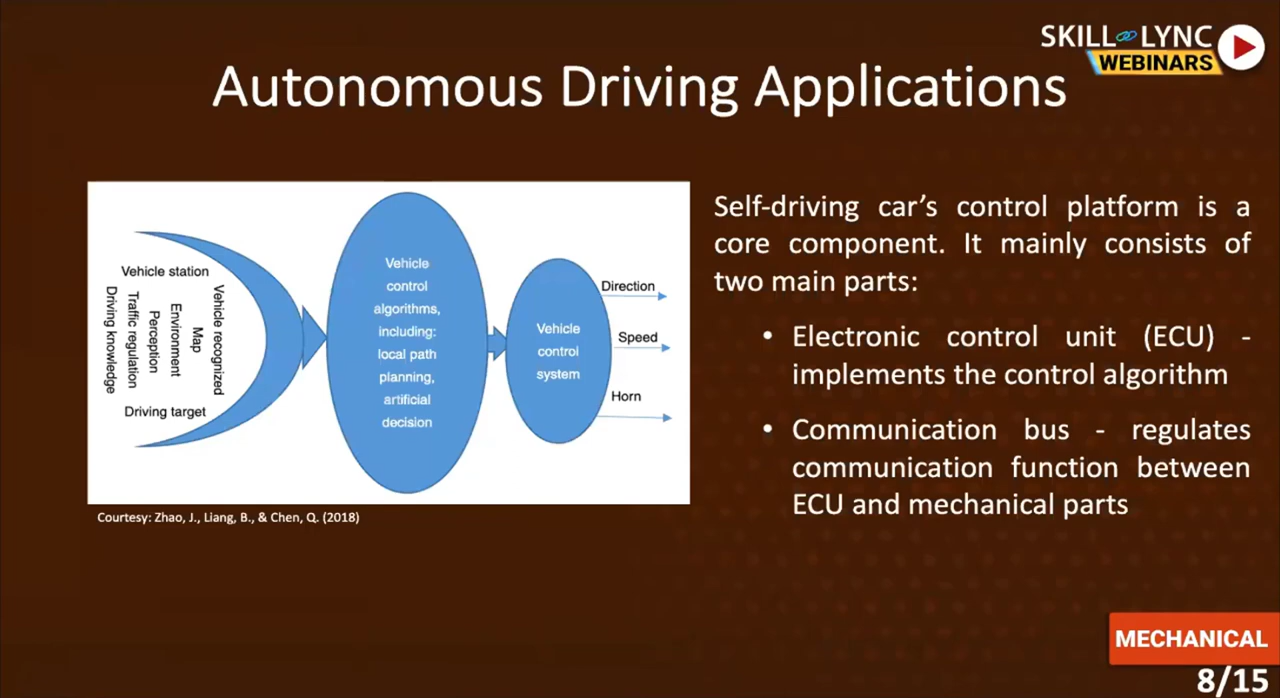 SKILL LYNC
WEBINARS
Autonomous Driving Applications
Vehicle station
Driving knowledge
Traffic regulation
Perception
Environment
Map
Vehicle recognized
Driving target
Vehicle
control
algorithms,
including:
local path
planning,
artificial
decision
Vehicle
control
system
Direction
Speed
Horn
Courtesy: Zhao, J., Liang, B., & Chen, Q. (2018)
Self-driving car’s control platform is a
core component. It mainly consists of
two main parts:
• Electronic control unit (ECU) -
implements the control algorithm
• Communication bus - regulates
communication function between
ECU and mechanical parts
MECHANICAL
8/15